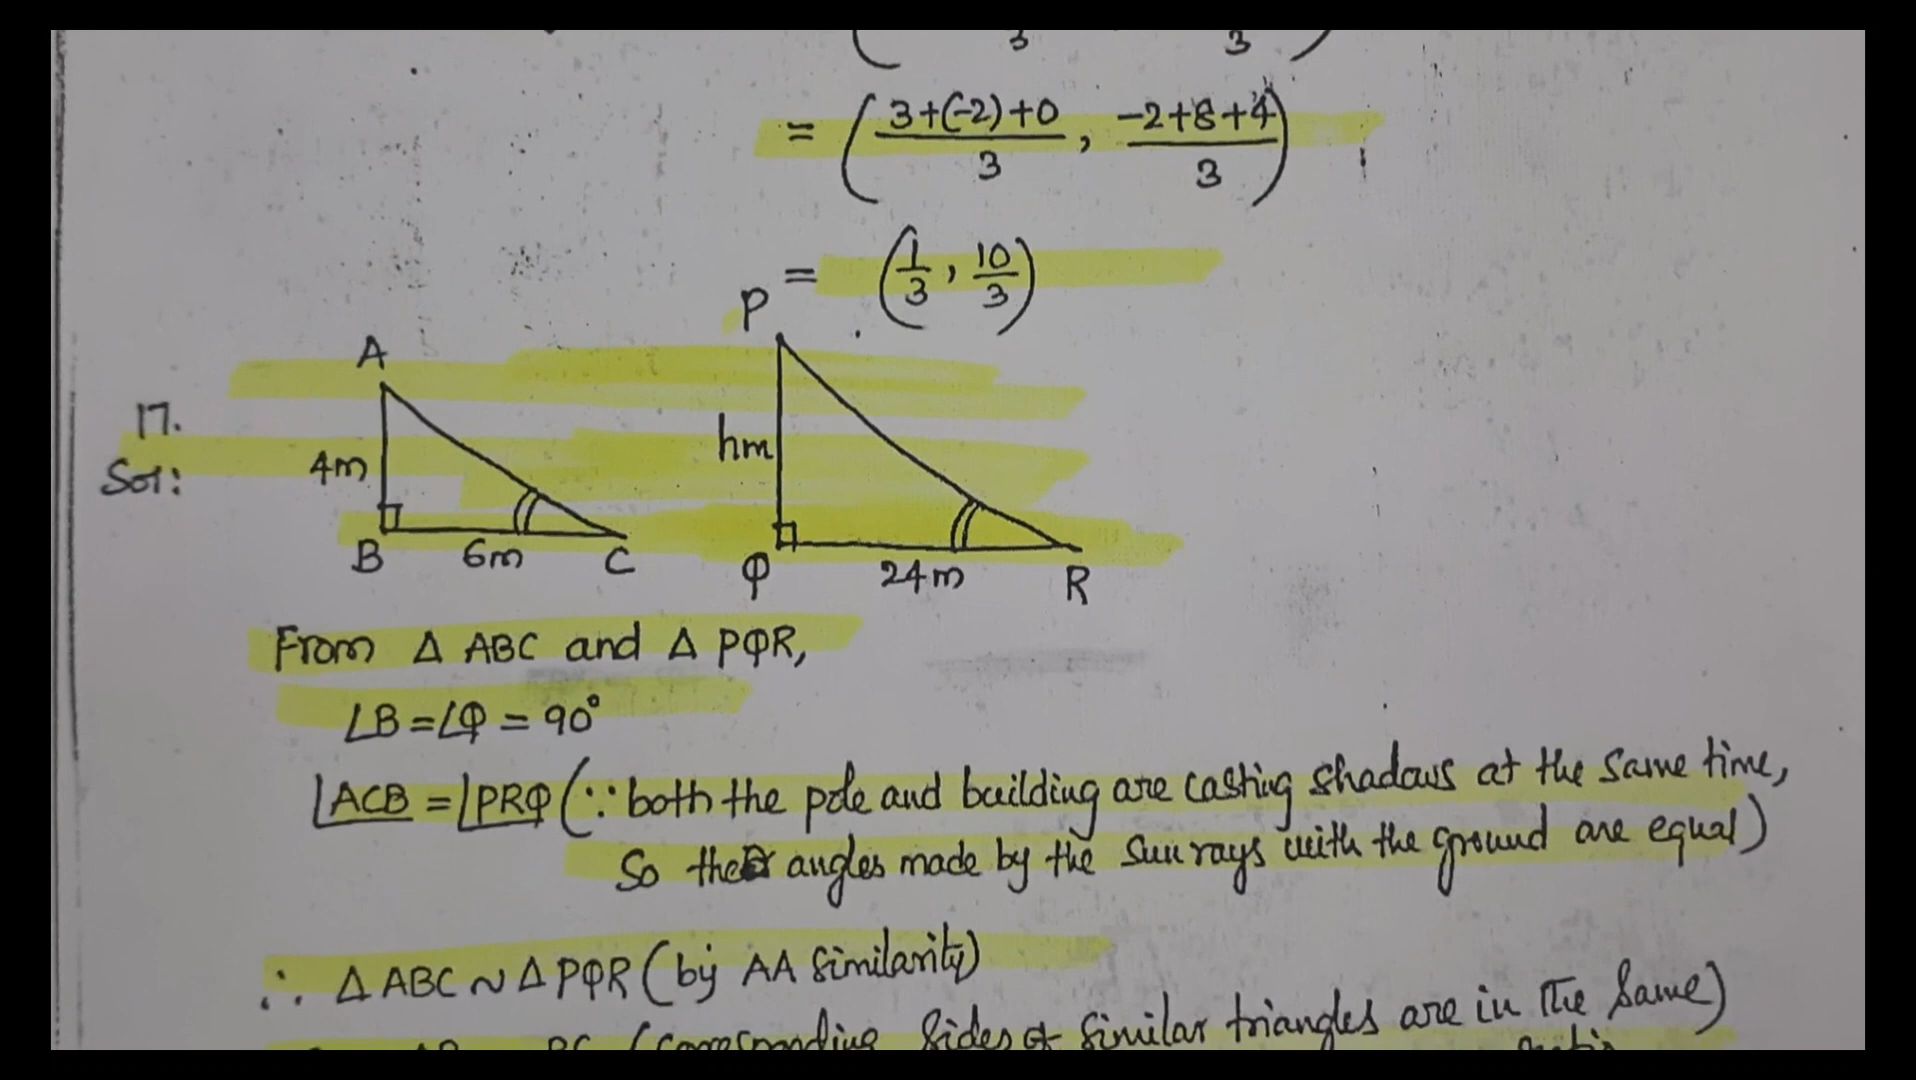 3 3
= (3+(-2)+0/3, -2+8+4/3)
= (1/3, 10/3)
17.
Sol:
A
4m
B 6m C
P
hm
Q 24m R
From Δ ABC and Δ PQR,
∠B = ∠Q = 90°
∠ACB = ∠PRQ (∵ both the pole and building are casting shadows at the same time,
So the angles made by the Sun rays with the ground are equal)
∴ Δ ABC ~ Δ PQR (by AA Similarity)
BC (corresponding Sides of Similar triangles are in the Same)